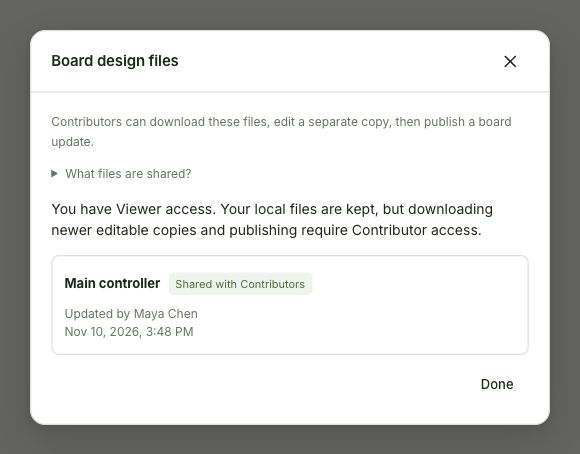 Board design files
Contributors can download these files, edit a separate copy, then publish a board
update.
What files are shared?
You have Viewer access. Your local files are kept, but downloading
newer editable copies and publishing require Contributor access.
Main controller Shared with Contributors
Updated by Maya Chen
Nov 10, 2026, 3:48 PM
Done